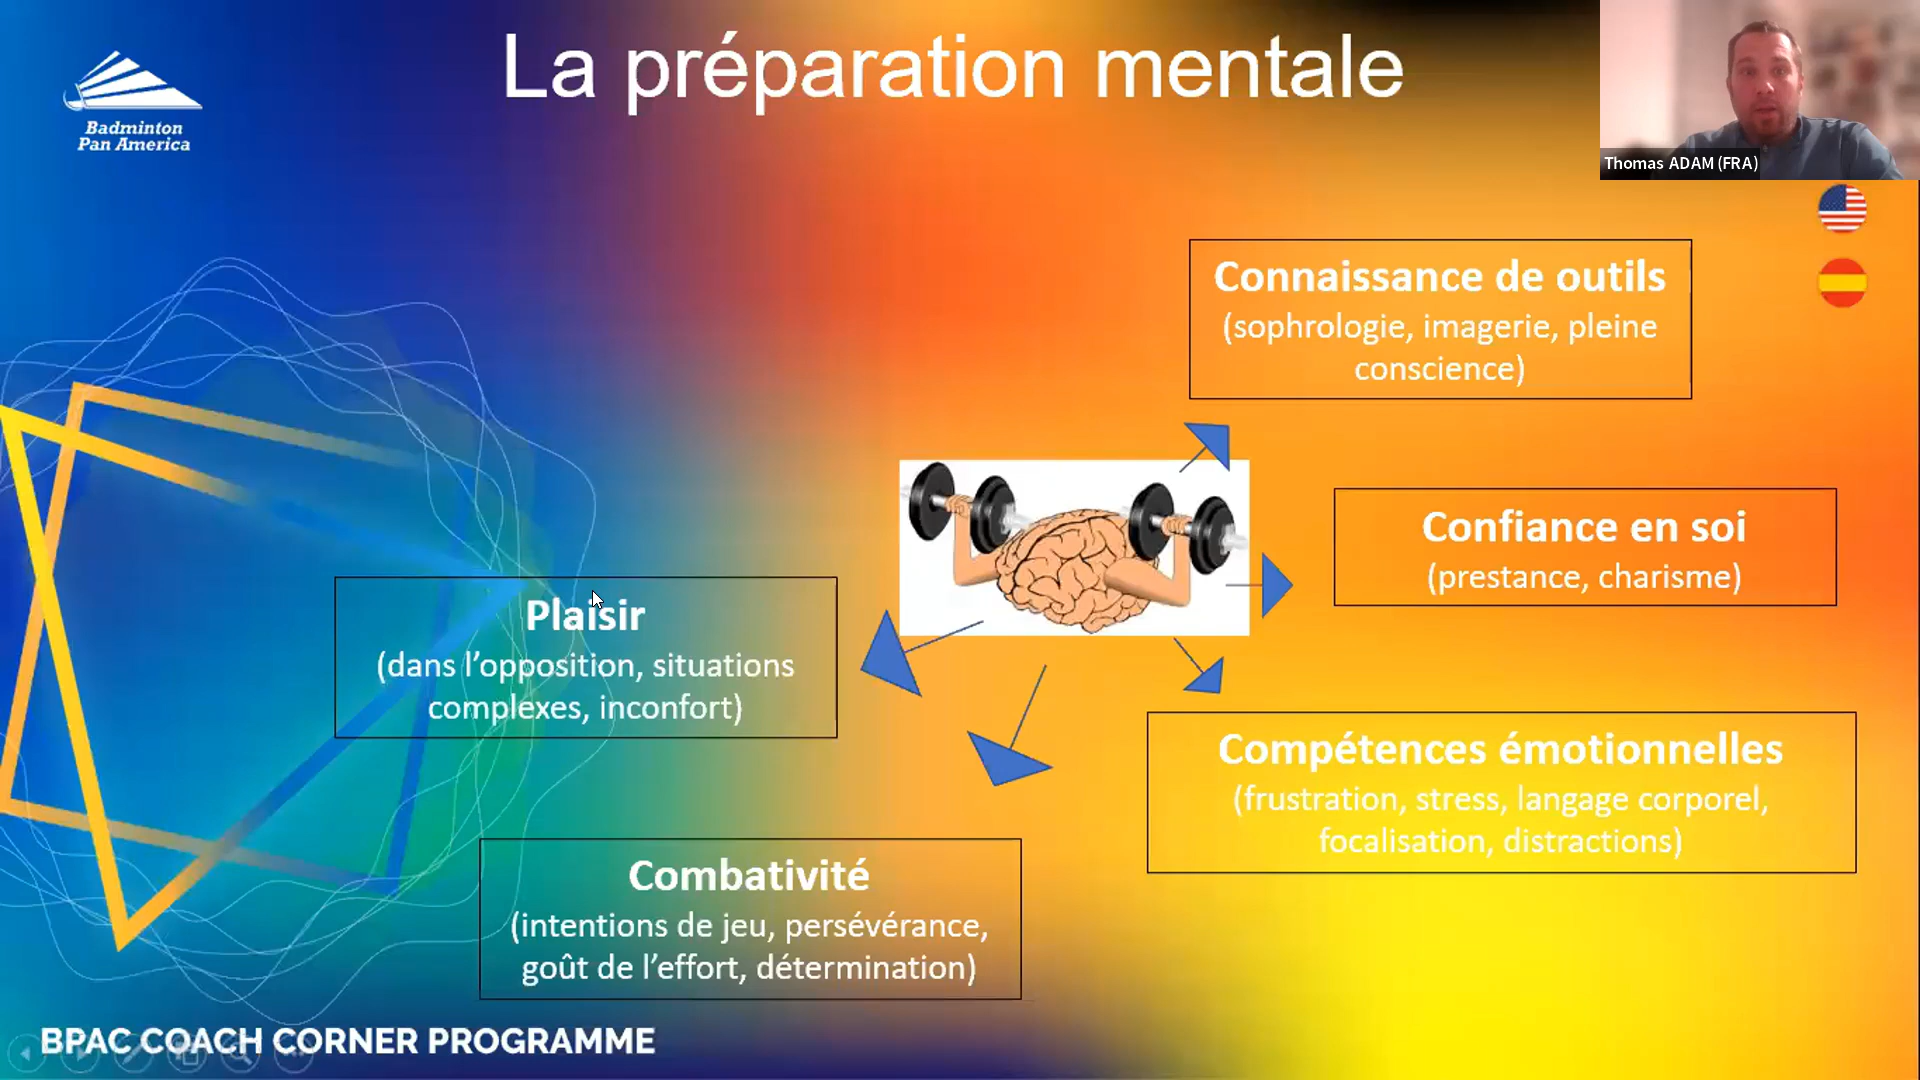 La préparation mentale
Badminton
Pan America
Thomas ADAM (FRA)
Connaissance de outils
(sophrologie, imagerie, pleine
conscience)
Confiance en soi
(prestance, charisme)
Plaisir
(dans l’opposition, situations
complexes, inconfort)
Compétences émotionnelles
(frustration, stress, langage corporel,
focalisation, distractions)
Combativité
(intentions de jeu, persévérance,
goût de l’effort, détermination)
BPAC COACH CORNER PROGRAMME